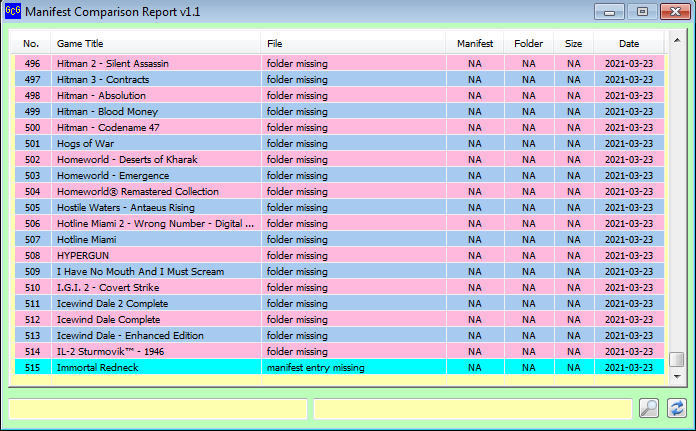 GCG Manifest Comparison Report v1.1
No. Game Title File Manifest Folder Size Date
496 Hitman 2 - Silent Assassin folder missing NA NA NA 2021-03-23
497 Hitman 3 - Contracts folder missing NA NA NA 2021-03-23
498 Hitman - Absolution folder missing NA NA NA 2021-03-23
499 Hitman - Blood Money folder missing NA NA NA 2021-03-23
500 Hitman - Codename 47 folder missing NA NA NA 2021-03-23
501 Hogs of War folder missing NA NA NA 2021-03-23
502 Homeworld - Deserts of Kharak folder missing NA NA NA 2021-03-23
503 Homeworld - Emergence folder missing NA NA NA 2021-03-23
504 Homeworld® Remastered Collection folder missing NA NA NA 2021-03-23
505 Hostile Waters - Antaeus Rising folder missing NA NA NA 2021-03-23
506 Hotline Miami 2 - Wrong Number - Digital ... folder missing NA NA NA 2021-03-23
507 Hotline Miami folder missing NA NA NA 2021-03-23
508 HYPERGUN folder missing NA NA NA 2021-03-23
509 I Have No Mouth And I Must Scream folder missing NA NA NA 2021-03-23
510 I.G.I. 2 - Covert Strike folder missing NA NA NA 2021-03-23
511 Icewind Dale 2 Complete folder missing NA NA NA 2021-03-23
512 Icewind Dale Complete folder missing NA NA NA 2021-03-23
513 Icewind Dale - Enhanced Edition folder missing NA NA NA 2021-03-23
514 IL-2 Sturmovik™ - 1946 folder missing NA NA NA 2021-03-23
515 Immortal Redneck manifest entry missing NA NA NA 2021-03-23